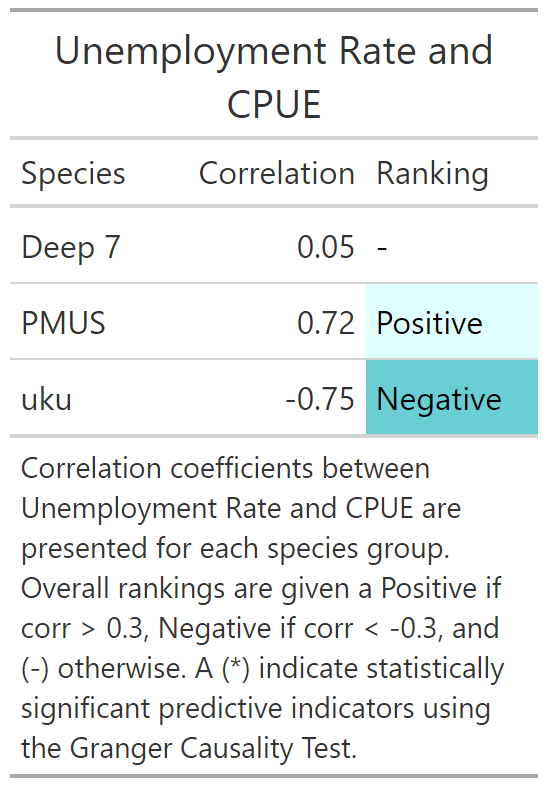 Unemployment Rate and
CPUE
Species Correlation Ranking
Deep 7 0.05 -
PMUS 0.72 Positive
uku -0.75 Negative
Correlation coefficients between
Unemployment Rate and CPUE are
presented for each species group.
Overall rankings are given a Positive if
corr > 0.3, Negative if corr < -0.3, and
(-) otherwise. A (*) indicate statistically
significant predictive indicators using
the Granger Causality Test.